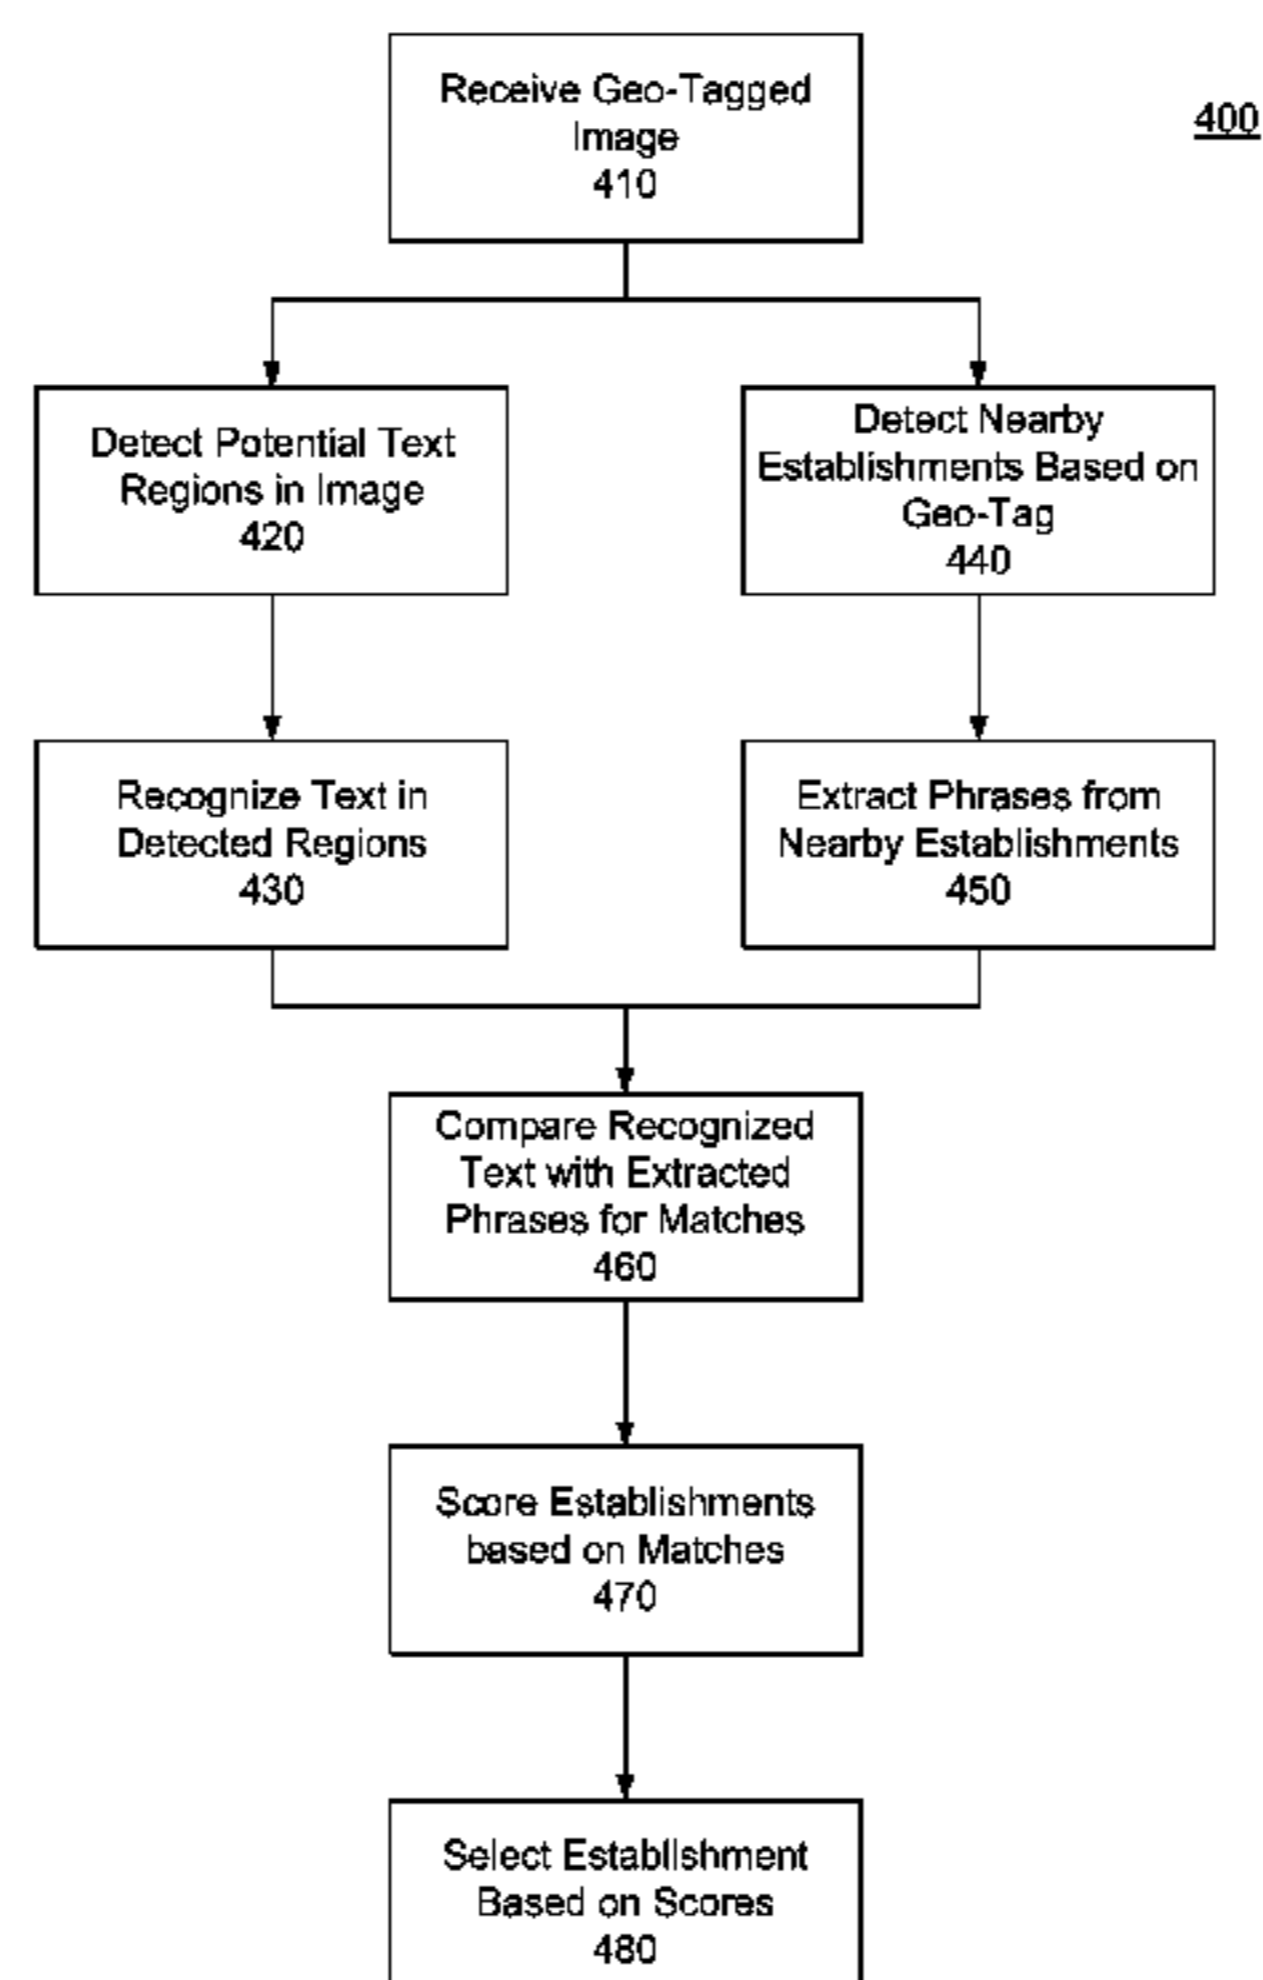 Receive Geo-Tagged
Image
410
400
Detect Potential Text
Regions in Image
420
Detect Nearby
Establishments Based on
Geo-Tag
440
Recognize Text in
Detected Regions
430
Extract Phrases from
Nearby Establishments
450
Compare Recognized
Text with Extracted
Phrases for Matches
460
Score Establishments
based on Matches
470
Select Establishment
Based on Scores
480